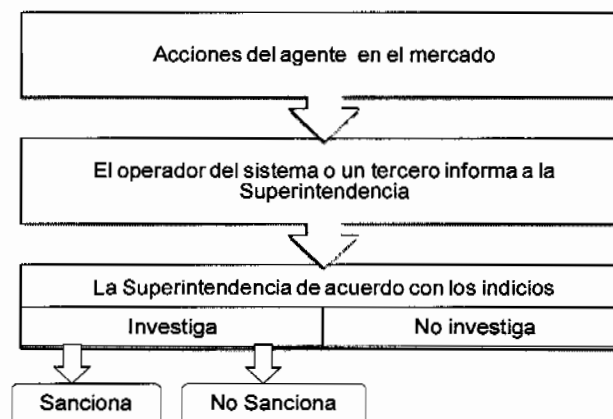 Acciones del agente en el mercado
El operador del sistema o un tercero informa a la
Superintendencia
La Superintendencia de acuerdo con los indicios
Investiga
No investiga
Sanciona
No Sanciona